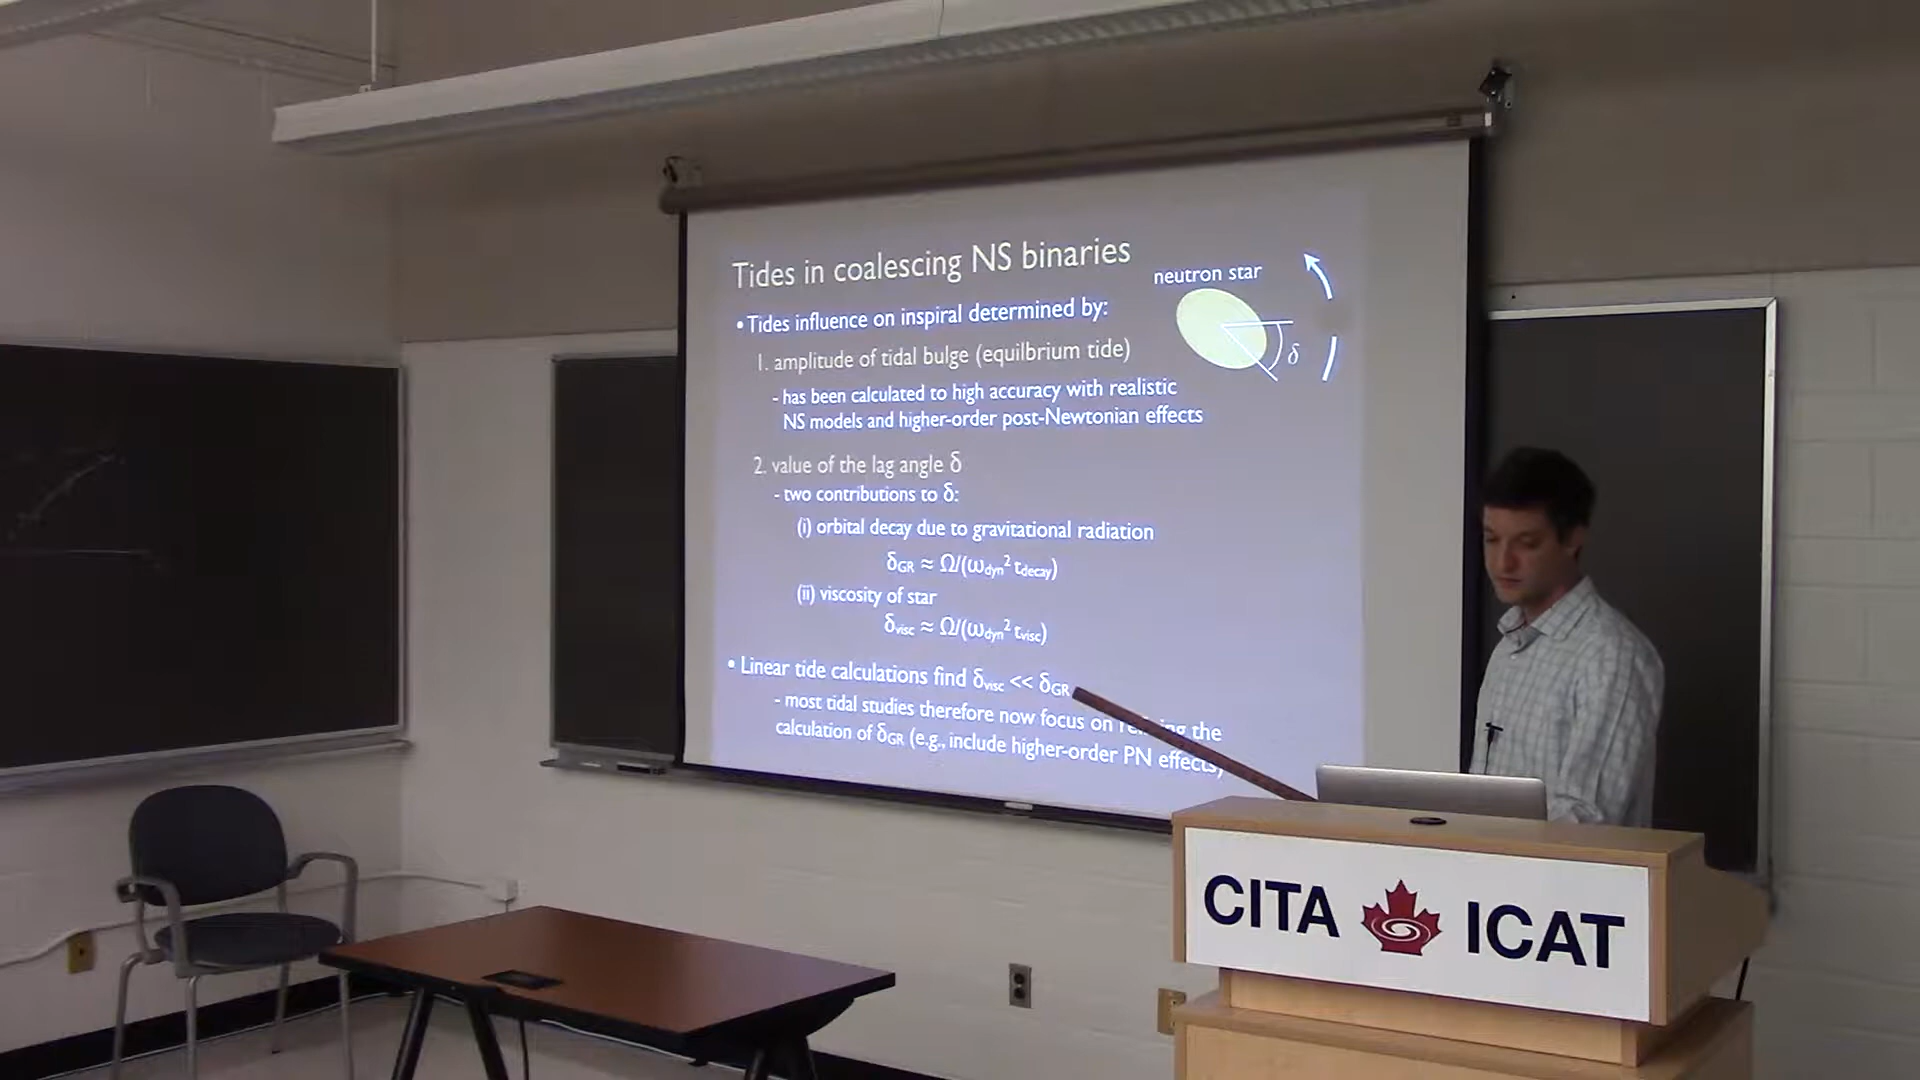 Tides in coalescing NS binaries
neutron star
• Tides influence on inspiral determined by:
1. amplitude of tidal bulge (equilbrium tide)
δ
- has been calculated to high accuracy with realistic
NS models and higher-order post-Newtonian effects
2. value of the lag angle δ
- two contributions to δ:
(i) orbital decay due to gravitational radiation
δGR ≈ Ω/(ωdyn² tdecay)
(ii) viscosity of star
δvisc ≈ Ω/(ωdyn² tvisc)
• Linear tide calculations find δvisc << δGR
- most tidal studies therefore now focus on the
calculation of δGR (e.g., include higher-order PN effects)
CITA ICAT